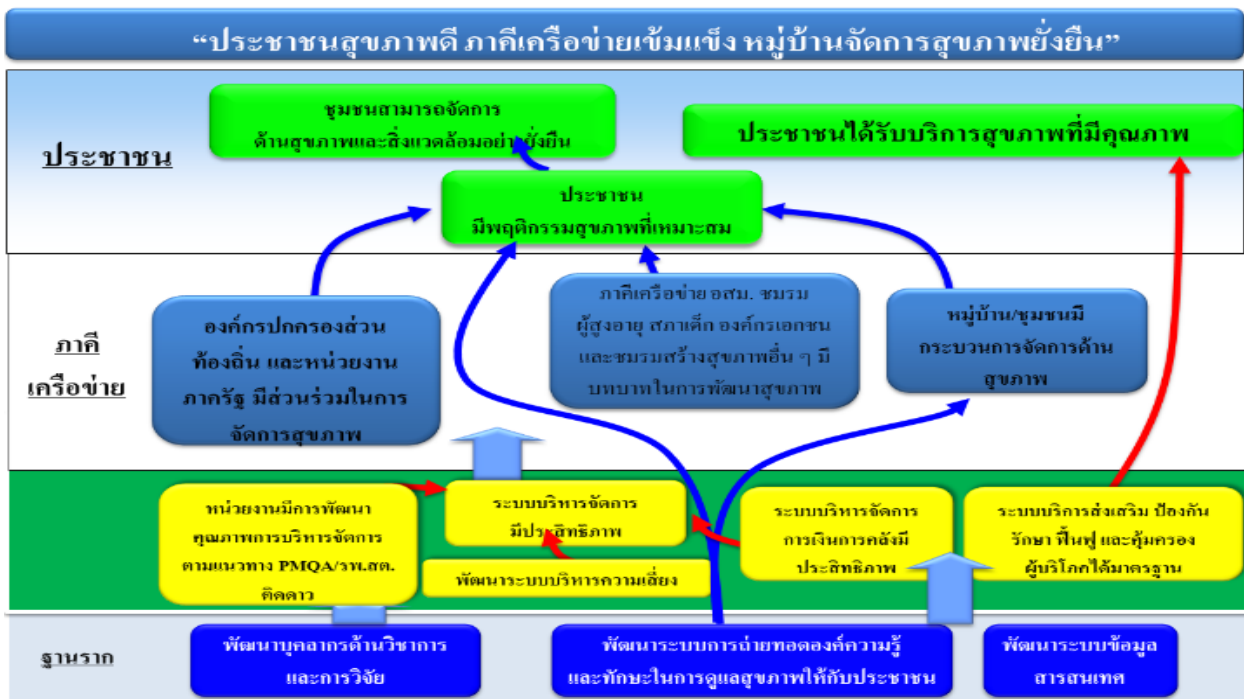 “ประชาชนสุขภาพดี ภาคีเครือข่ายเข้มแข็ง หมู่บ้านจัดการสุขภาพยั่งยืน”
ชุมชนสามารถจัดการ
ด้านสุขภาพและสิ่งแวดล้อมอย่างยั่งยืน
ประชาชนได้รับบริการสุขภาพที่มีคุณภาพ
ประชาชน
ประชาชน
มีพฤติกรรมสุขภาพที่เหมาะสม
ภาคี
เครือข่าย
องค์กรปกครองส่วน
ท้องถิ่น และหน่วยงาน
ภาครัฐ มีส่วนร่วมในการ
จัดการสุขภาพ
ภาคีเครือข่าย อสม. ชมรม
ผู้สูงอายุ สภาเด็ก องค์กรเอกชน
และชมรมสร้างสุขภาพอื่น ๆ มี
บทบาทในการพัฒนาสุขภาพ
หมู่บ้าน/ชุมชนมี
กระบวนการจัดการด้าน
สุขภาพ
หน่วยงานมีการพัฒนา
คุณภาพการบริหารจัดการ
ตามแนวทาง PMQA/รพ.สต.
ติดดาว
ระบบบริหารจัดการ
มีประสิทธิภาพ
พัฒนาระบบบริหารความเสี่ยง
ระบบบริหารจัดการ
การเงินการคลังมี
ประสิทธิภาพ
ระบบบริการส่งเสริม ป้องกัน
รักษา ฟื้นฟู และคุ้มครอง
ผู้บริโภคได้มาตรฐาน
ฐานราก
พัฒนาบุคลากรด้านวิชาการ
และการวิจัย
พัฒนาระบบการถ่ายทอดองค์ความรู้
และทักษะในการดูแลสุขภาพให้กับประชาชน
พัฒนาระบบข้อมูล
สารสนเทศ